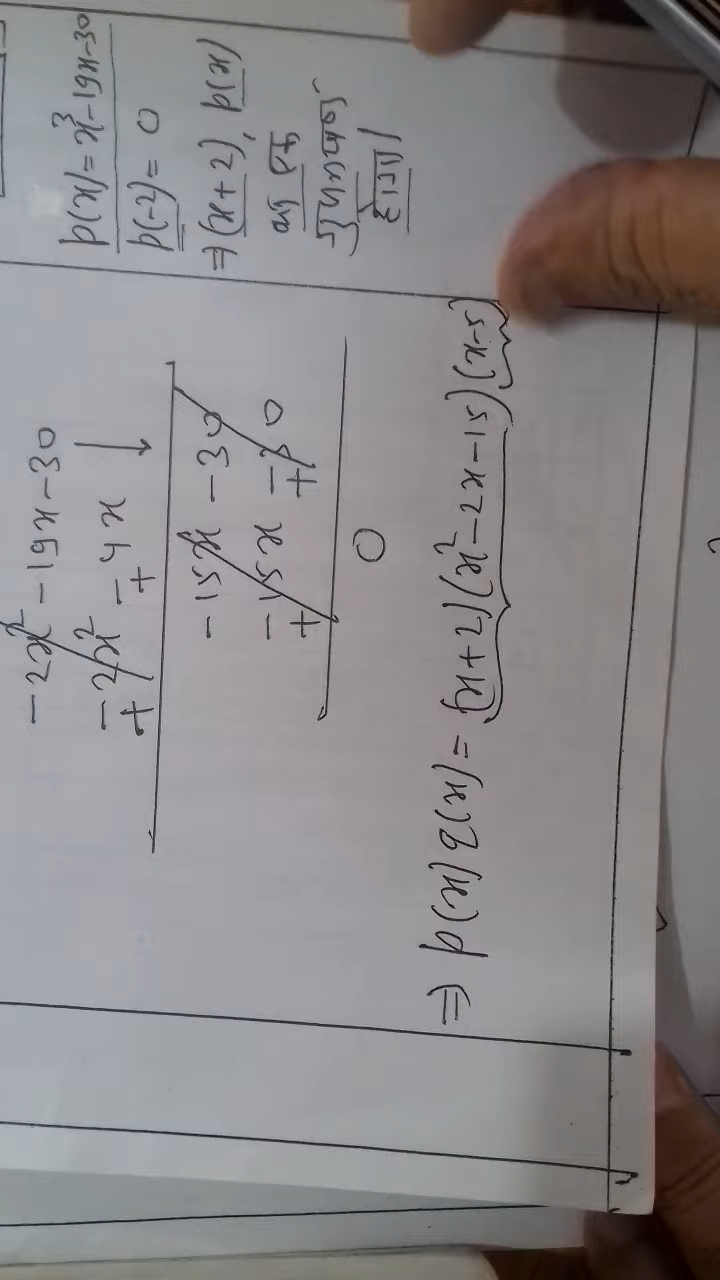 -2x² -19x-30
-2x² -4x ↓
+ +
-15x -30
-15x -30
+ +
0
⇒ p(x) q(x) = (x+2)(x²-2x-15)(x-5)
p(x) = x³-19x-30
p(-2) = 0
⇒ (x+2), p(x)
का एक
गुणनखण्ड
होगा।